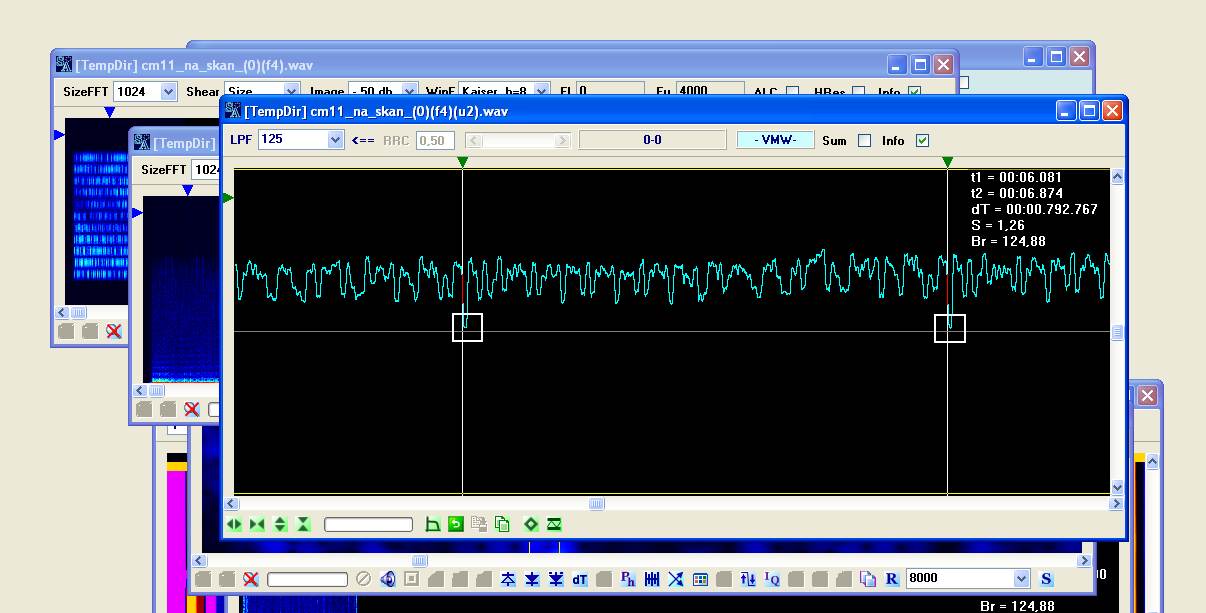 [TempDir] cm11_na_skan_(0)(f4).wav
SizeFFT 1024 Shear Size Image - 50 db WinF Kaiser b=8 Fl 0 Fu 4000 ALC HRes Info
[TempDir] cm11_na_skan_(0)(f4)(u2).wav
LPF 125 <== RRC 0,50 0-0 - VMW- Sum Info
[TempDir]
SizeFFT 1024
t1 = 00:06.081
t2 = 00:06.874
dT = 00:00.792.767
S = 1,26
Br = 124,88
dT Ph IQ R 8000 S
Br = 124,88